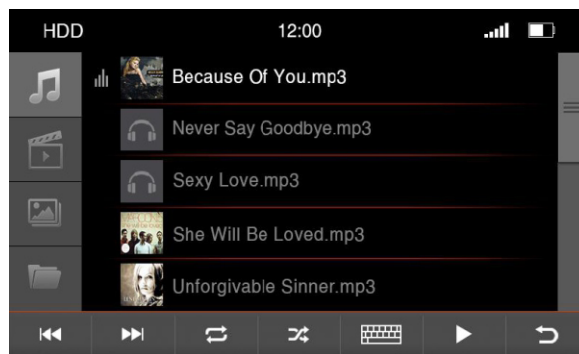 HDD 12:00
Because Of You.mp3
Never Say Goodbye.mp3
Sexy Love.mp3
She Will Be Loved.mp3
Unforgivable Sinner.mp3